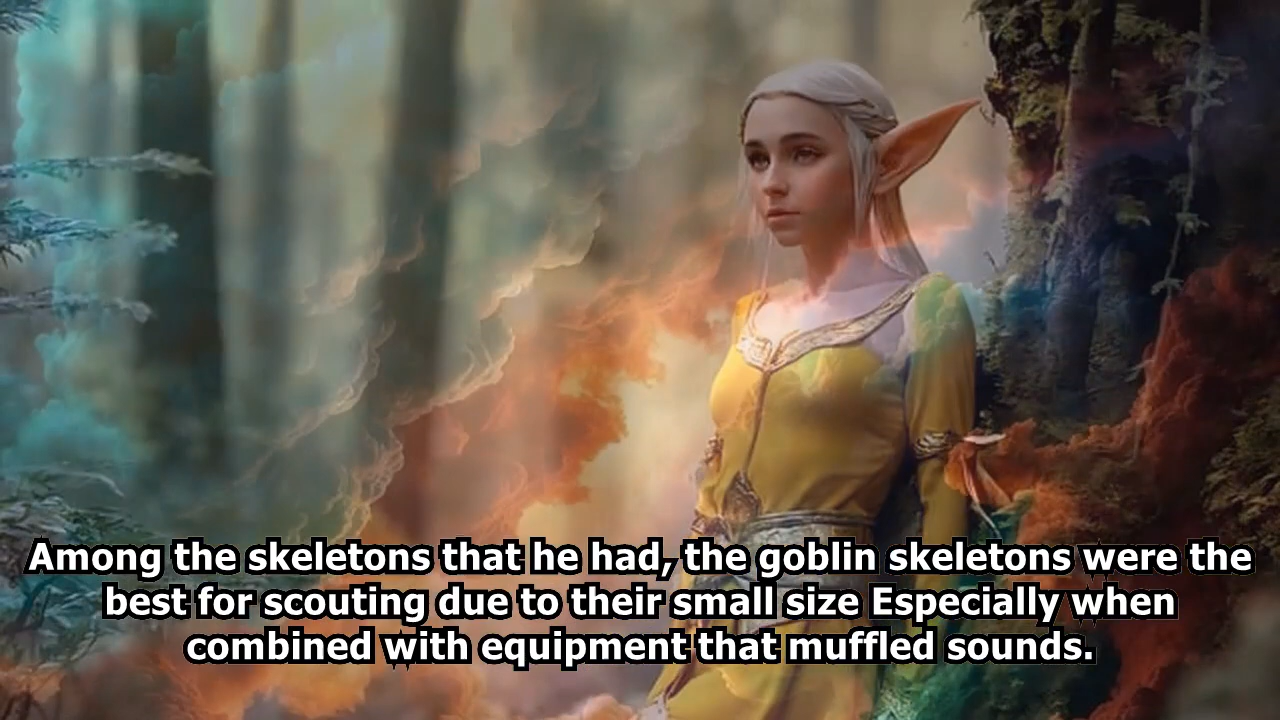 Among the skeletons that he had, the goblin skeletons were the
best for scouting due to their small size Especially when
combined with equipment that muffled sounds.